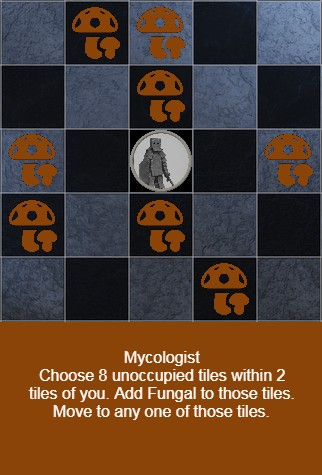 Mycologist
Choose 8 unoccupied tiles within 2
tiles of you. Add Fungal to those tiles.
Move to any one of those tiles.